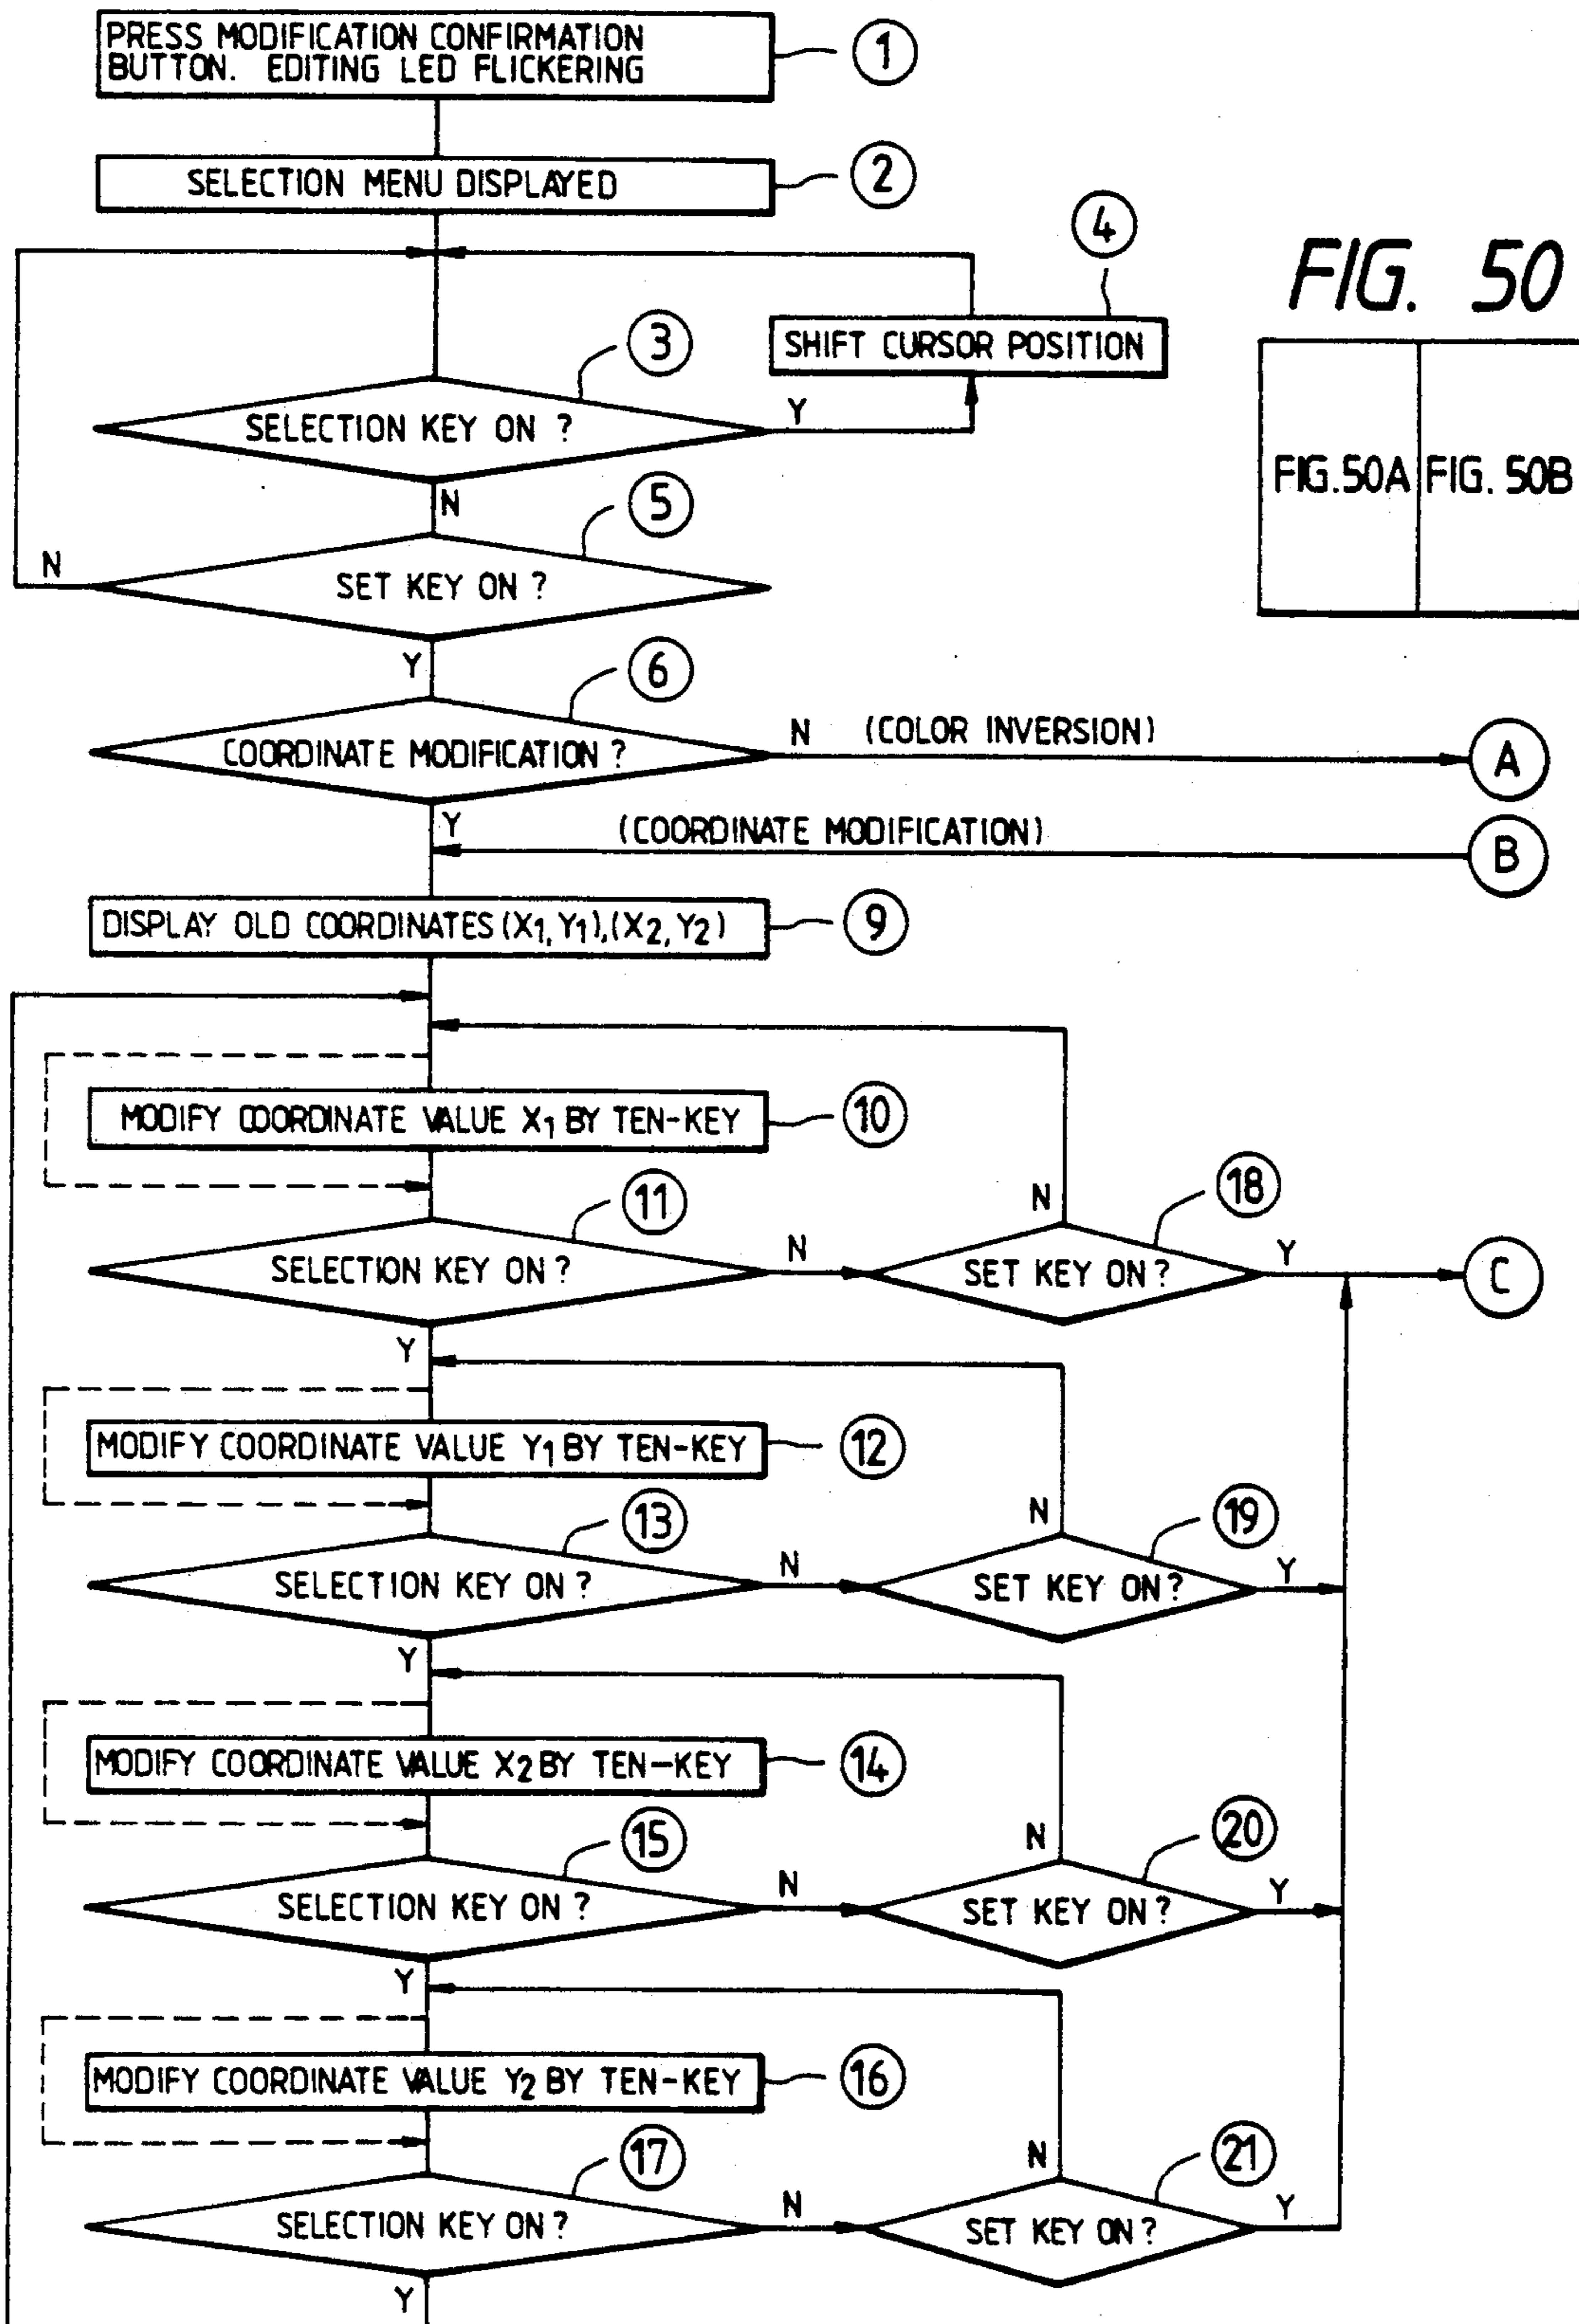 PRESS MODIFICATION CONFIRMATION
BUTTON. EDITING LED FLICKERING
1
SELECTION MENU DISPLAYED
2
4
FIG. 50
SHIFT CURSOR POSITION
3
FIG.50A FIG. 50B
SELECTION KEY ON ?
Y
N
5
N
SET KEY ON ?
Y
6
COORDINATE MODIFICATION ?
N (COLOR INVERSION)
A
Y
(COORDINATE MODIFICATION)
B
DISPLAY OLD COORDINATES (X1, Y1),(X2, Y2)
9
MODIFY COORDINATE VALUE X1 BY TEN-KEY
10
11
N
18
SELECTION KEY ON ?
N
SET KEY ON ?
Y
C
Y
MODIFY COORDINATE VALUE Y1 BY TEN-KEY
12
13
N
19
SELECTION KEY ON ?
N
SET KEY ON ?
Y
Y
MODIFY COORDINATE VALUE X2 BY TEN-KEY
14
15
N
20
SELECTION KEY ON ?
N
SET KEY ON ?
Y
Y
MODIFY COORDINATE VALUE Y2 BY TEN-KEY
16
17
N
21
SELECTION KEY ON ?
N
SET KEY ON ?
Y
Y